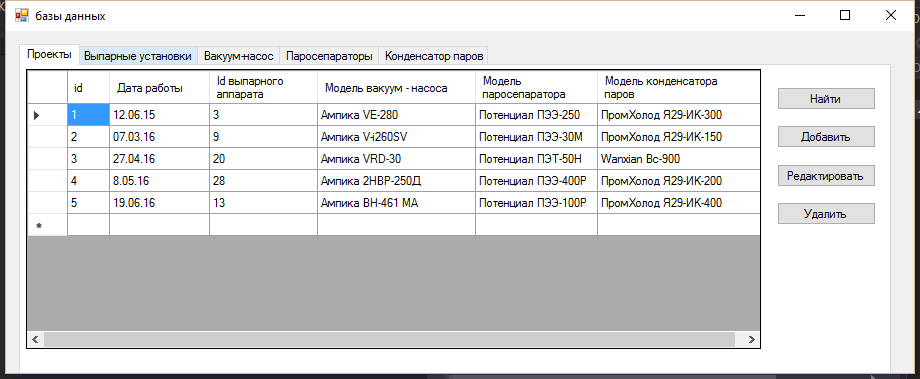 базы данных
Проекты Выпарные установки Вакуум-насос Паросепараторы Конденсатор паров
id Дата работы Id выпарного аппарата Модель вакуум - насоса Модель паросепаратора Модель конденсатора паров
1 12.06.15 3 Ампика VE-280 Потенциал ПЭЭ-250 ПромХолод Я29-ИК-300
2 07.03.16 9 Ампика V-i260SV Потенциал ПЭЭ-30М ПромХолод Я29-ИК-150
3 27.04.16 20 Ампика VRD-30 Потенциал ПЭТ-50Н Wanxian Bc-900
4 8.05.16 28 Ампика 2НВР-250Д Потенциал ПЭЭ-400Р ПромХолод Я29-ИК-200
5 19.06.16 13 Ампика ВН-461 МА Потенциал ПЭЭ-100Р ПромХолод Я29-ИК-400
Найти
Добавить
Редактировать
Удалить